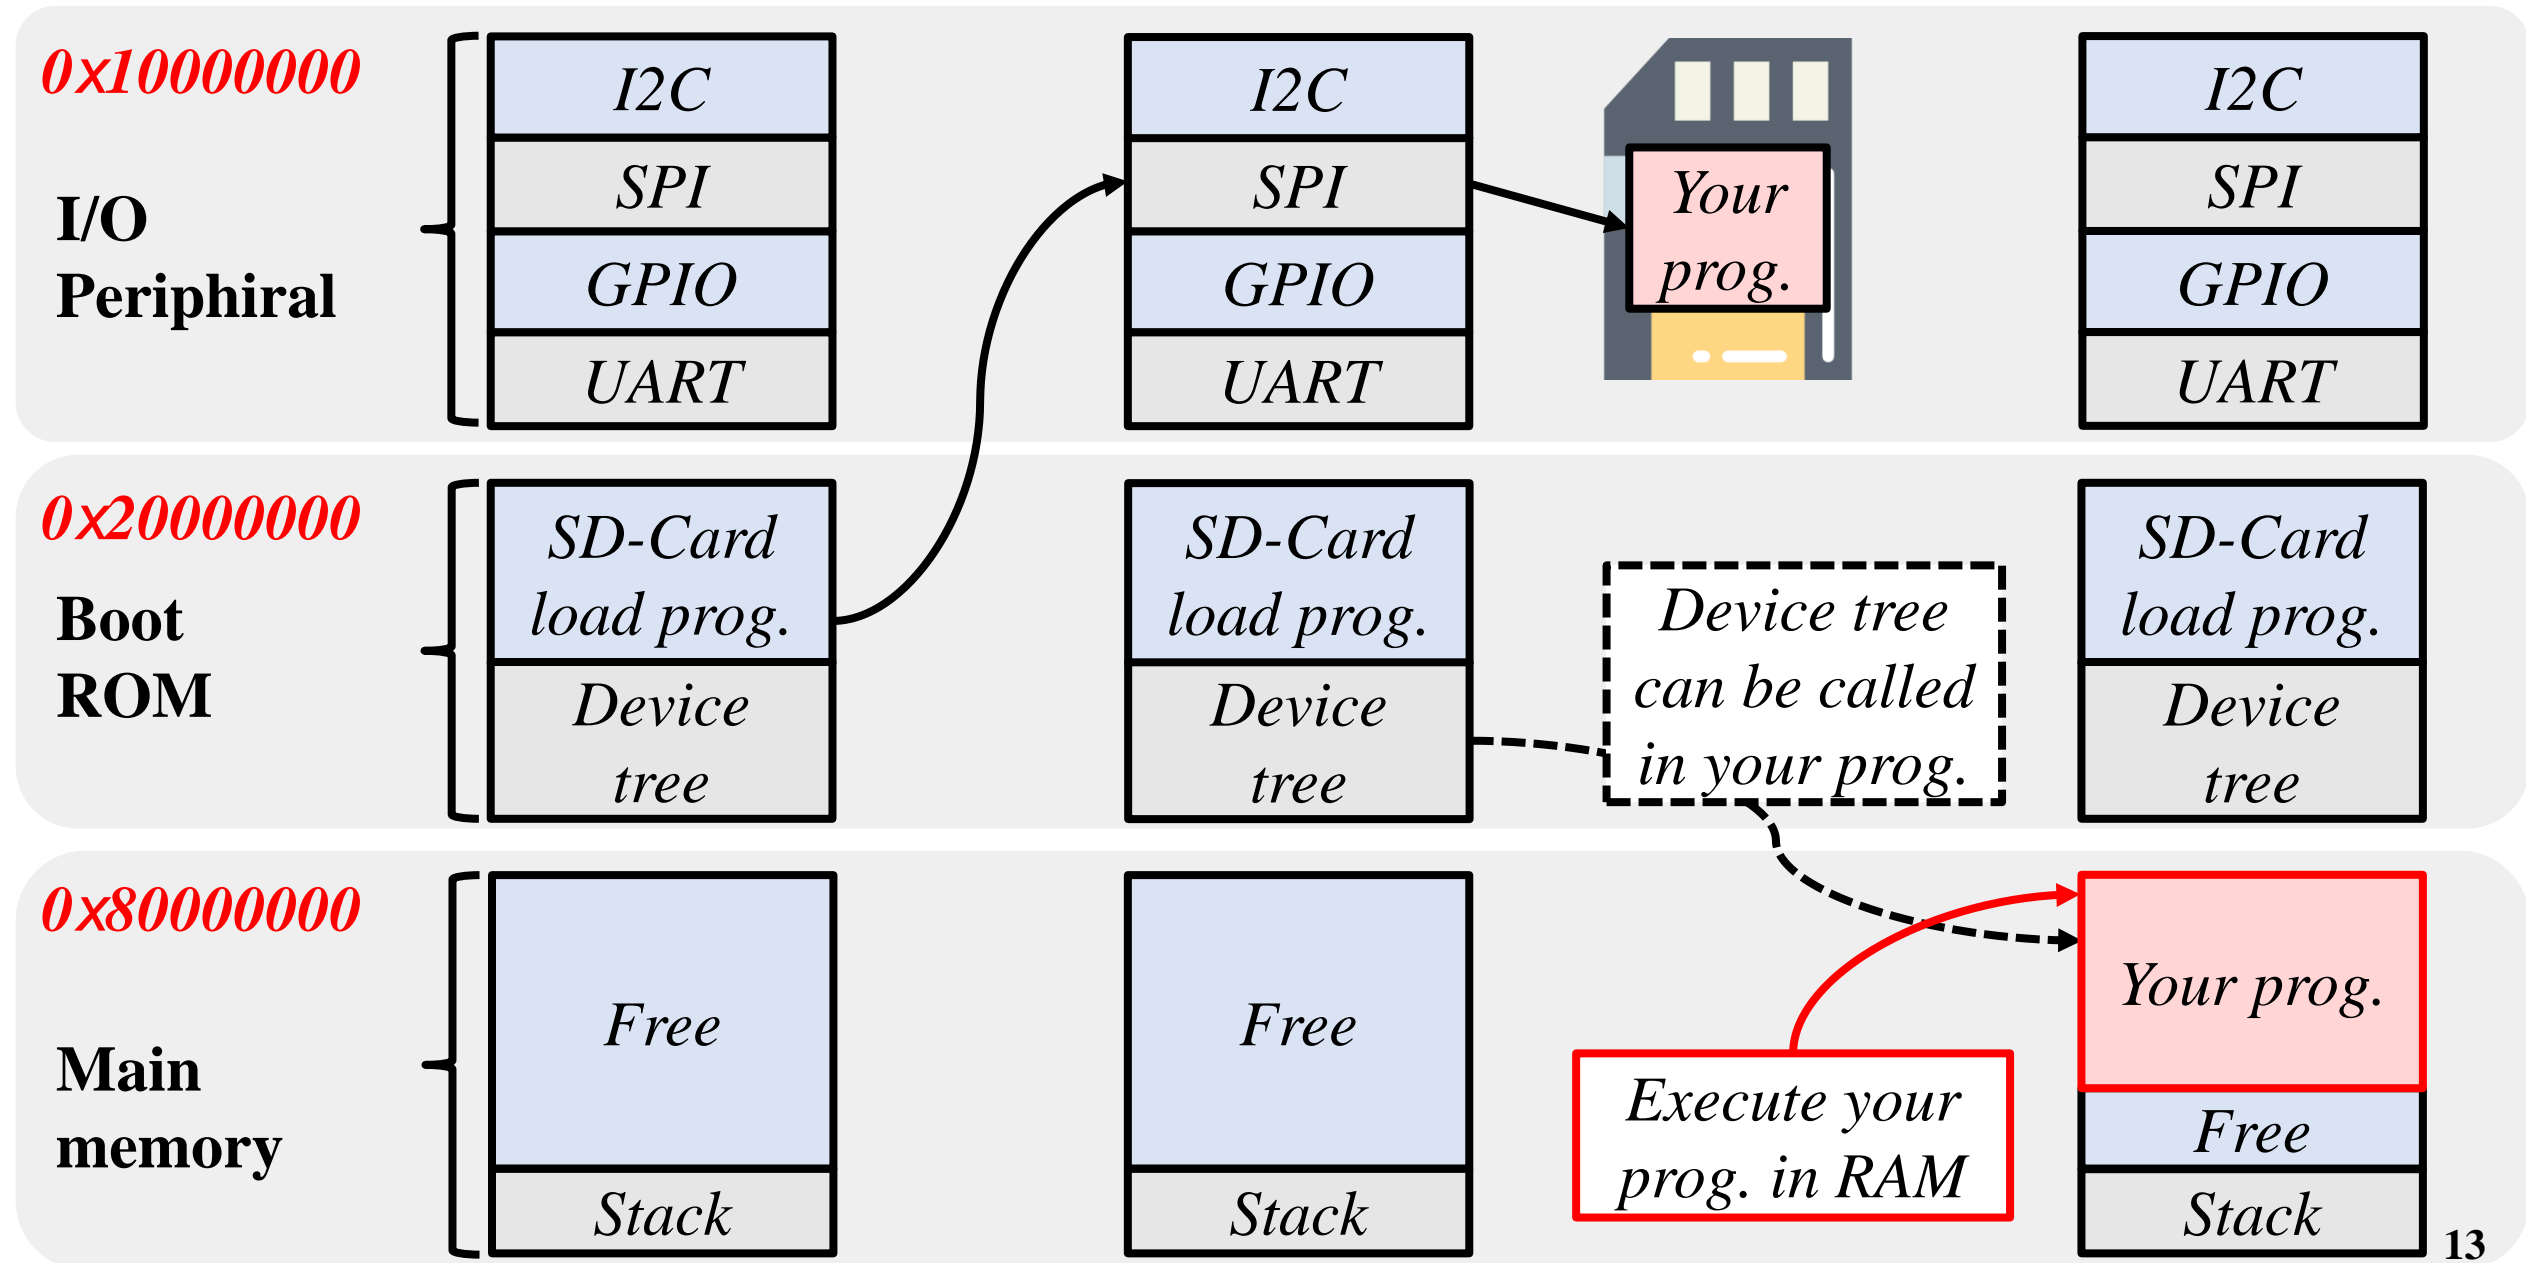 0x10000000
I/O
Periphiral
I2C
SPI
GPIO
UART
I2C
SPI
GPIO
UART
Your
prog.
I2C
SPI
GPIO
UART
0x20000000
Boot
ROM
SD-Card
load prog.
Device
tree
SD-Card
load prog.
Device
tree
Device tree
can be called
in your prog.
SD-Card
load prog.
Device
tree
0x80000000
Main
memory
Free
Stack
Free
Stack
Execute your
prog. in RAM
Your prog.
Free
Stack
13